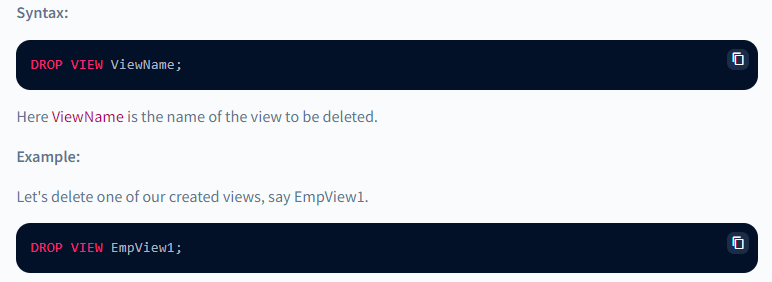 Syntax:
DROP VIEW ViewName;
Here ViewName is the name of the view to be deleted.
Example:
Let's delete one of our created views, say EmpView1.
DROP VIEW EmpView1;